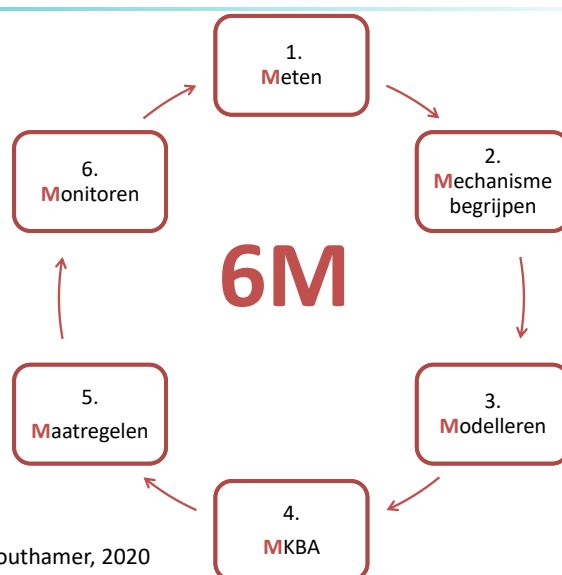 1.
Meten
2.
Mechanisme
begrijpen
3.
Modelleren
4.
MKBA
5.
Maatregelen
6.
Monitoren
6M
outhamer, 2020